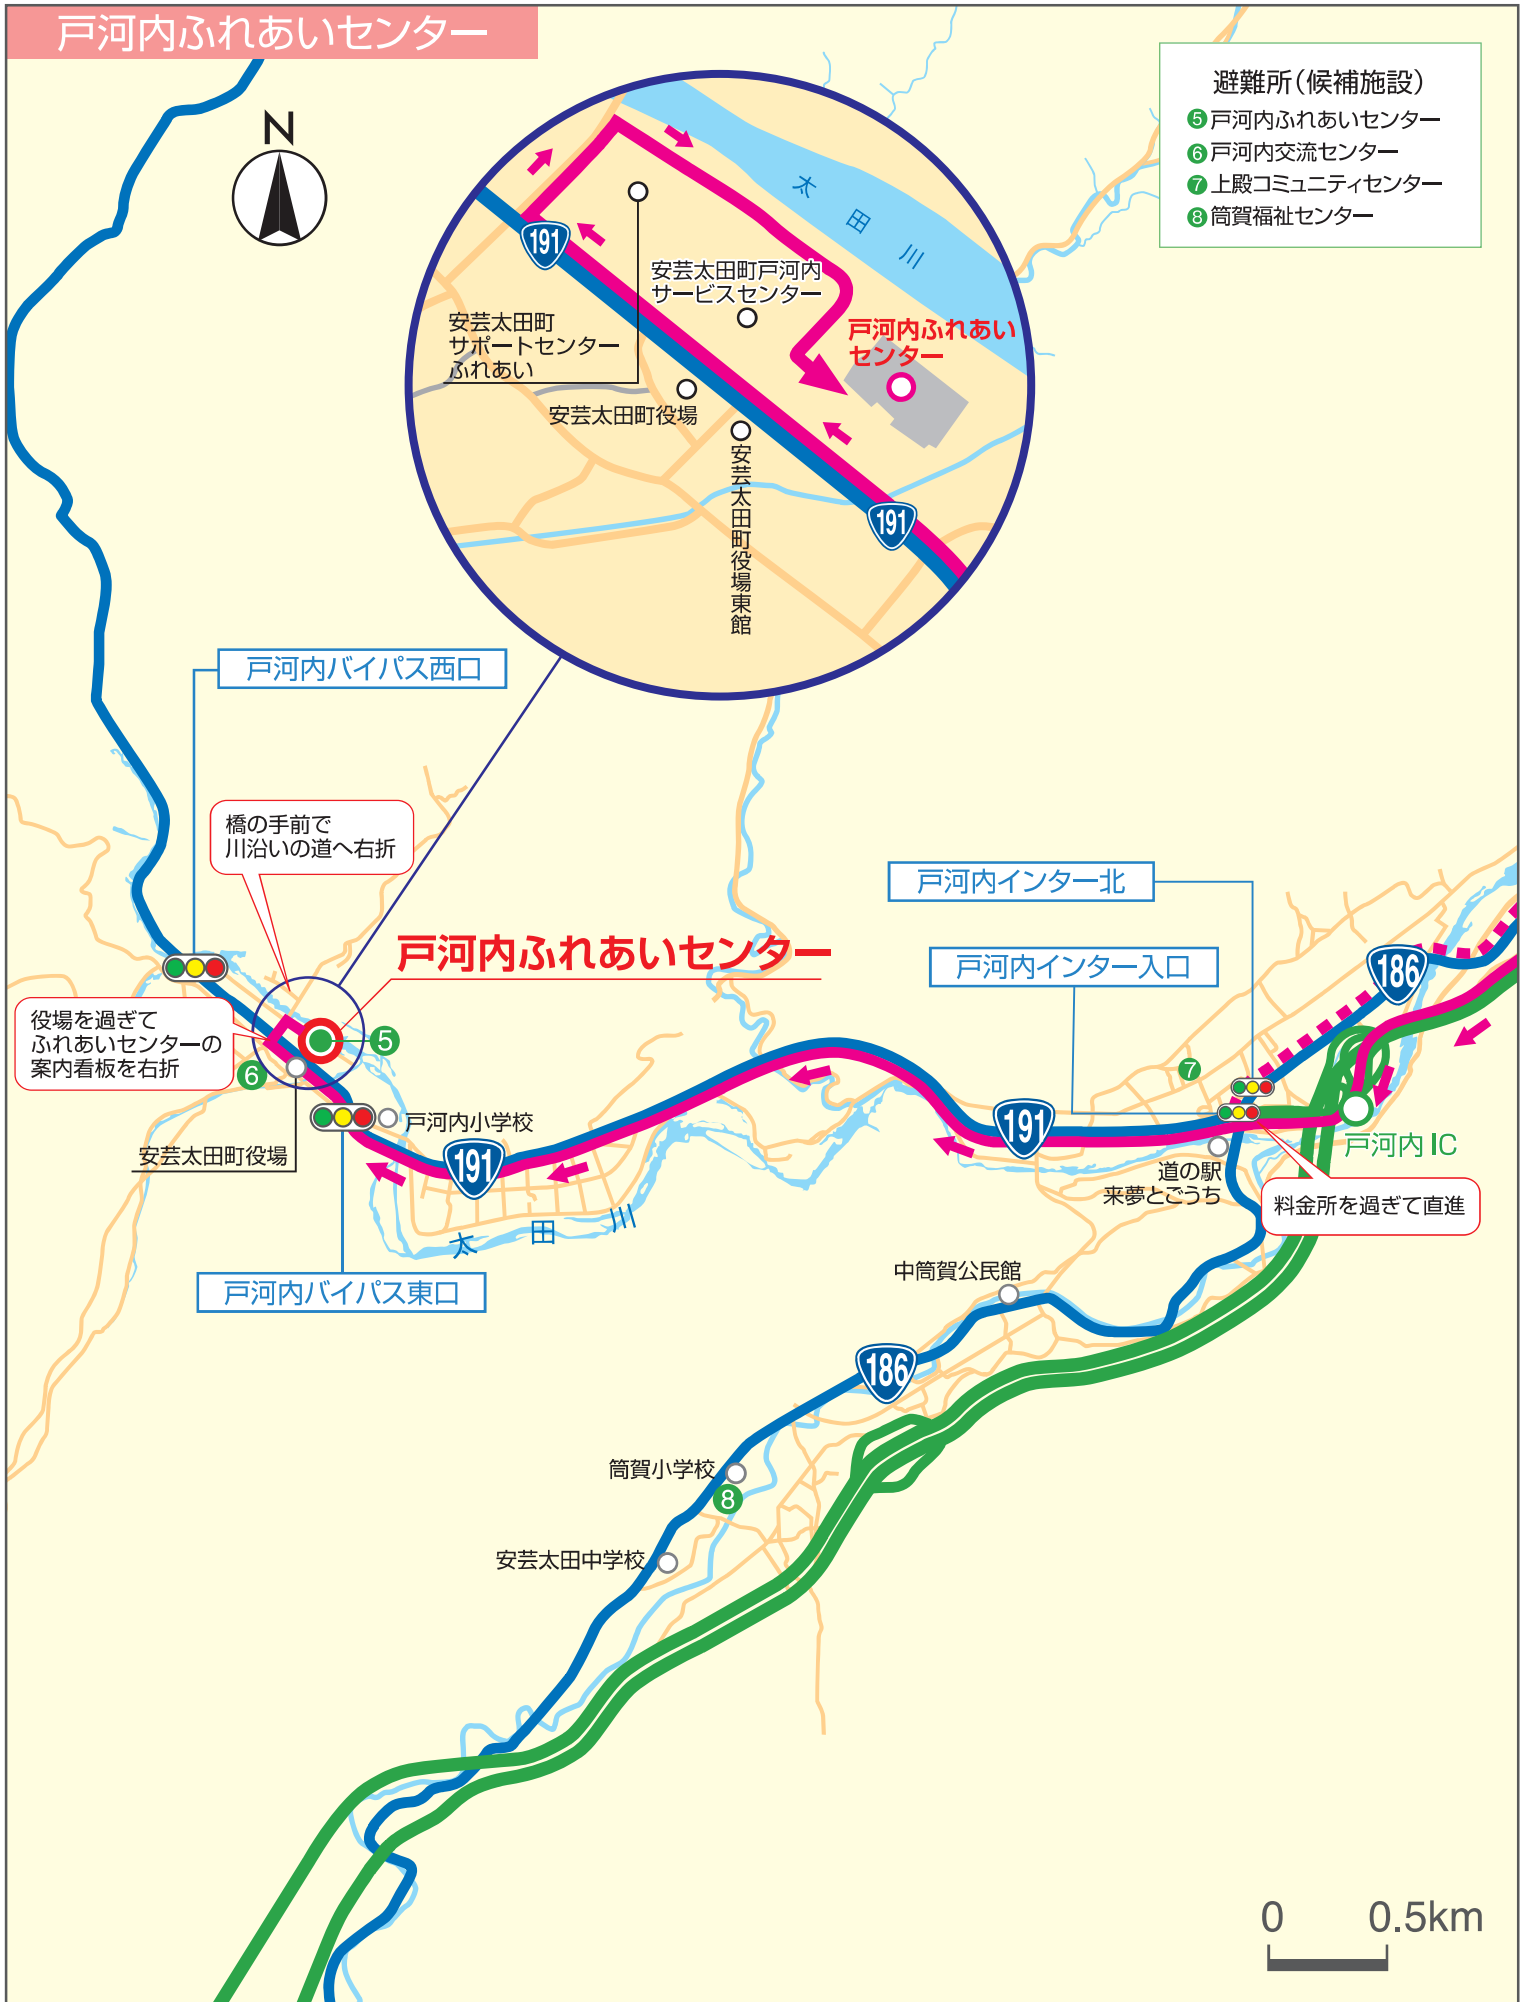 戸河内ふれあいセンター
N
避難所(候補施設)
5 戸河内ふれあいセンター
6 戸河内交流センター
7 上殿コミュニティセンター
8 筒賀福祉センター
太田川
191
安芸太田町戸河内
サービスセンター
安芸太田町
サポートセンター
ふれあい
戸河内ふれあい
センター
安芸太田町役場
安芸太田町役場東館
191
戸河内バイパス西口
橋の手前で
川沿いの道へ右折
戸河内インター北
戸河内ふれあいセンター
戸河内インター入口
186
役場を過ぎて
ふれあいセンターの
案内看板を右折
5
6
7
戸河内小学校
191
191
戸河内IC
安芸太田町役場
道の駅
来夢とごうち
料金所を過ぎて直進
太田川
戸河内バイパス東口
中筒賀公民館
186
筒賀小学校
8
安芸太田中学校
0 0.5km